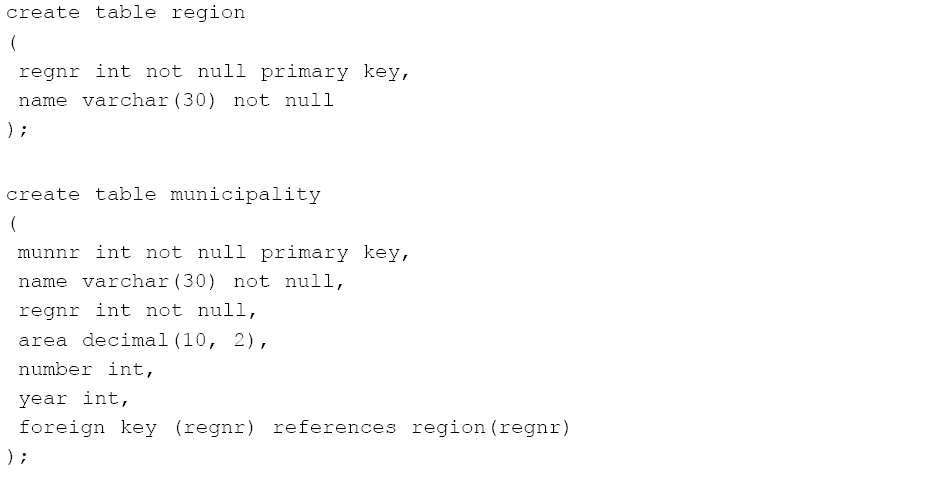 create table region
(
regnr int not null primary key,
name varchar(30) not null
);
create table municipality
(
munnr int not null primary key,
name varchar(30) not null,
regnr int not null,
area decimal(10, 2),
number int,
year int,
foreign key (regnr) references region(regnr)
);